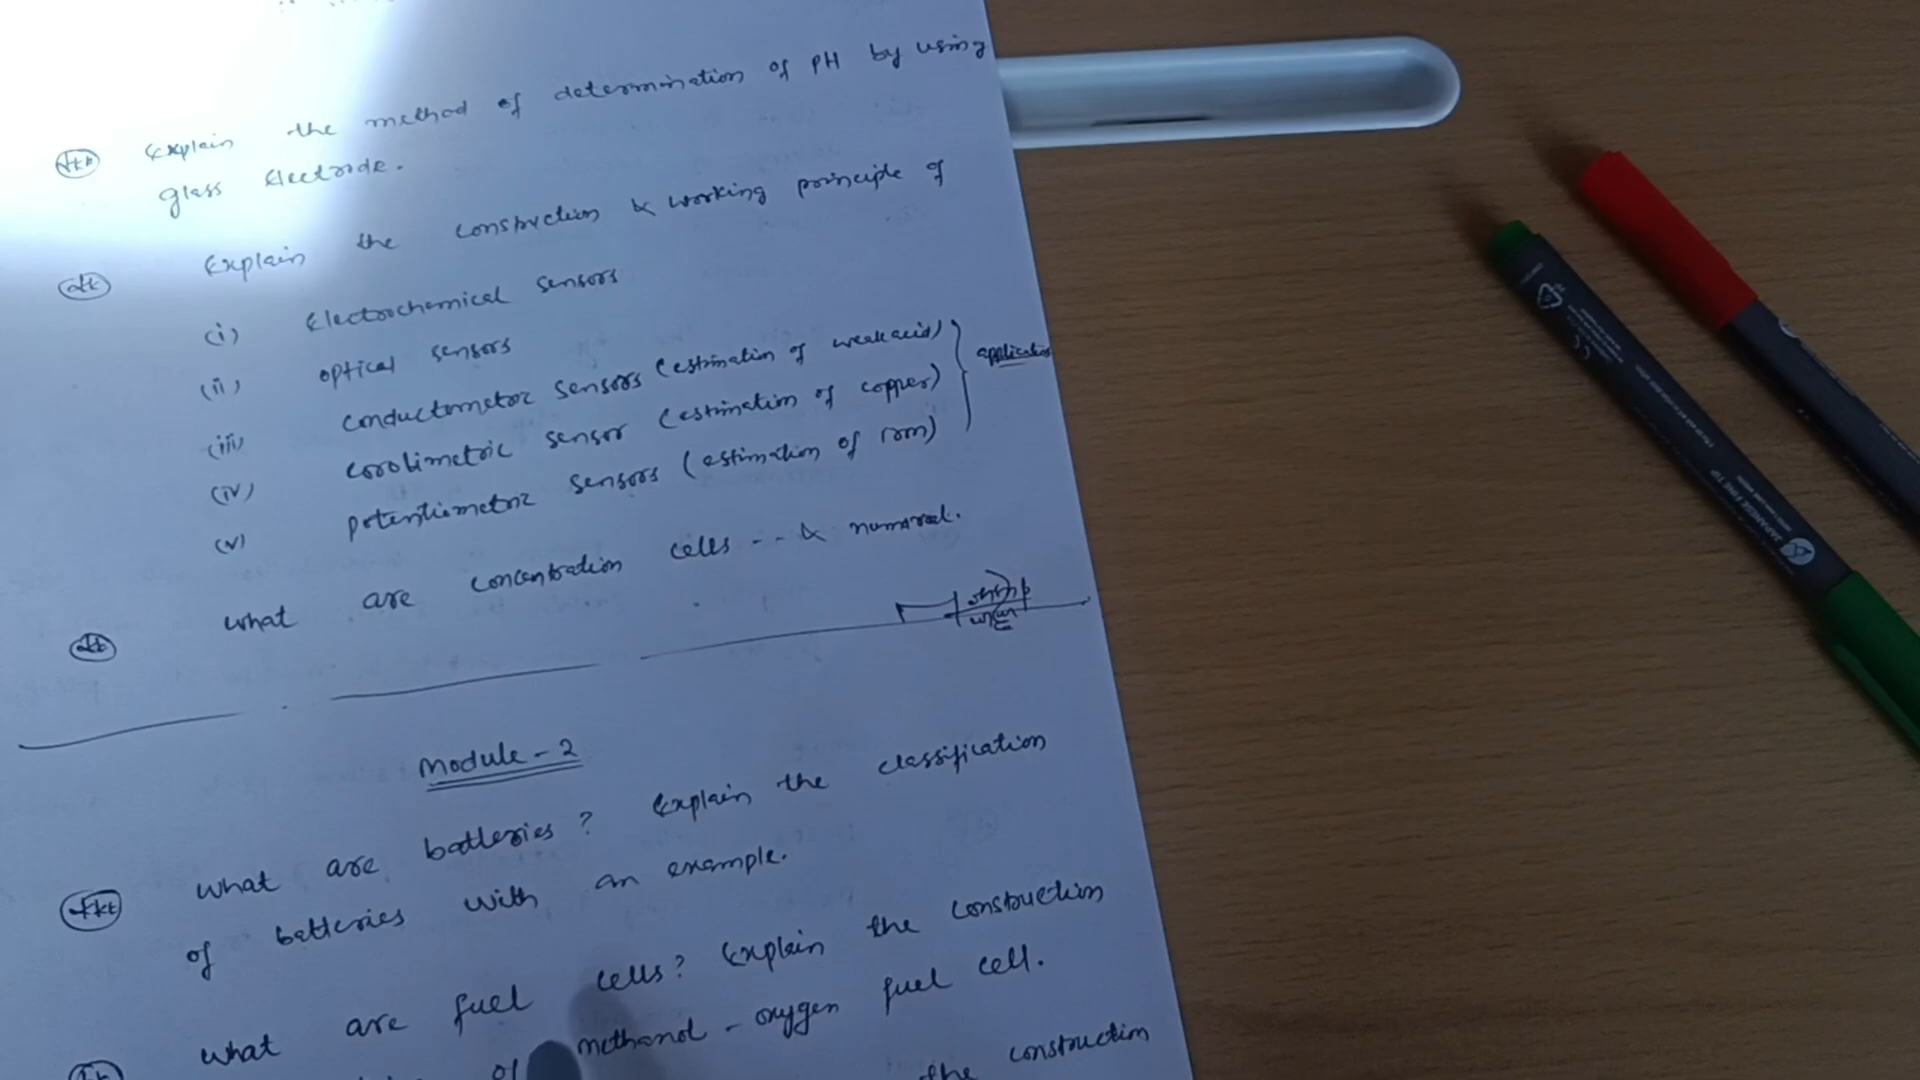 Explain the method of determination of PH by using
glass Electrode.
Explain the Construction & working principle of
(i) Electrochemical sensors
(ii) optical sensors
(iii) conductometric sensors (estimation of weak acid)
(iv) corolimetric sensor (estimation of copper)
(v) potentiometric sensors (estimation of iron)
application
what are concentration cells -- & numerical.
Module - 2
what are batteries? Explain the classification
of batteries with an example.
what are fuel cells? Explain the construction
of methanol - oxygen fuel cell.
the construction